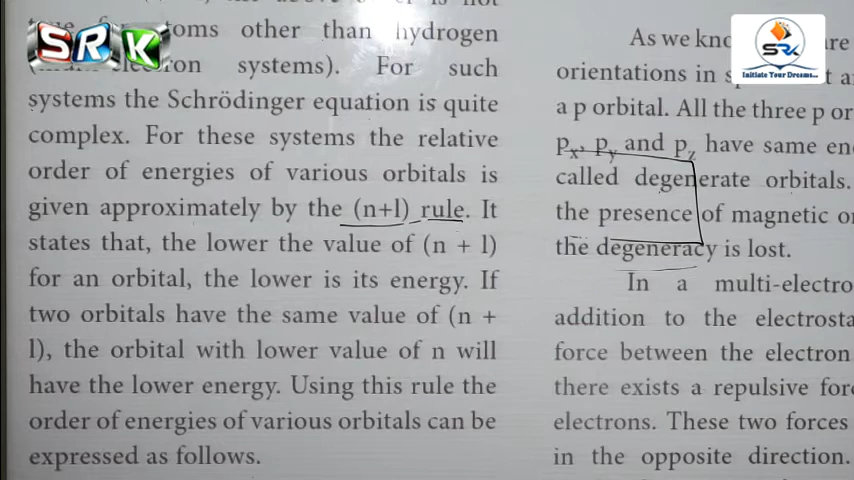 SRK
toms other than hydrogen
systems). For such
systems the Schrödinger equation is quite
complex. For these systems the relative
order of energies of various orbitals is
given approximately by the (n+l) rule. It
states that, the lower the value of (n + l)
for an orbital, the lower is its energy. If
two orbitals have the same value of (n +
l), the orbital with lower value of n will
have the lower energy. Using this rule the
order of energies of various orbitals can be
expressed as follows.
SRK
Initiate Your Dreams...
As we kno
orientations in
a p orbital. All the three p or
px, py and pz have same en
called degenerate orbitals.
the presence of magnetic o
the degeneracy is lost.
In a multi-electro
addition to the electrosta
force between the electron
there exists a repulsive forc
electrons. These two forces
in the opposite direction.